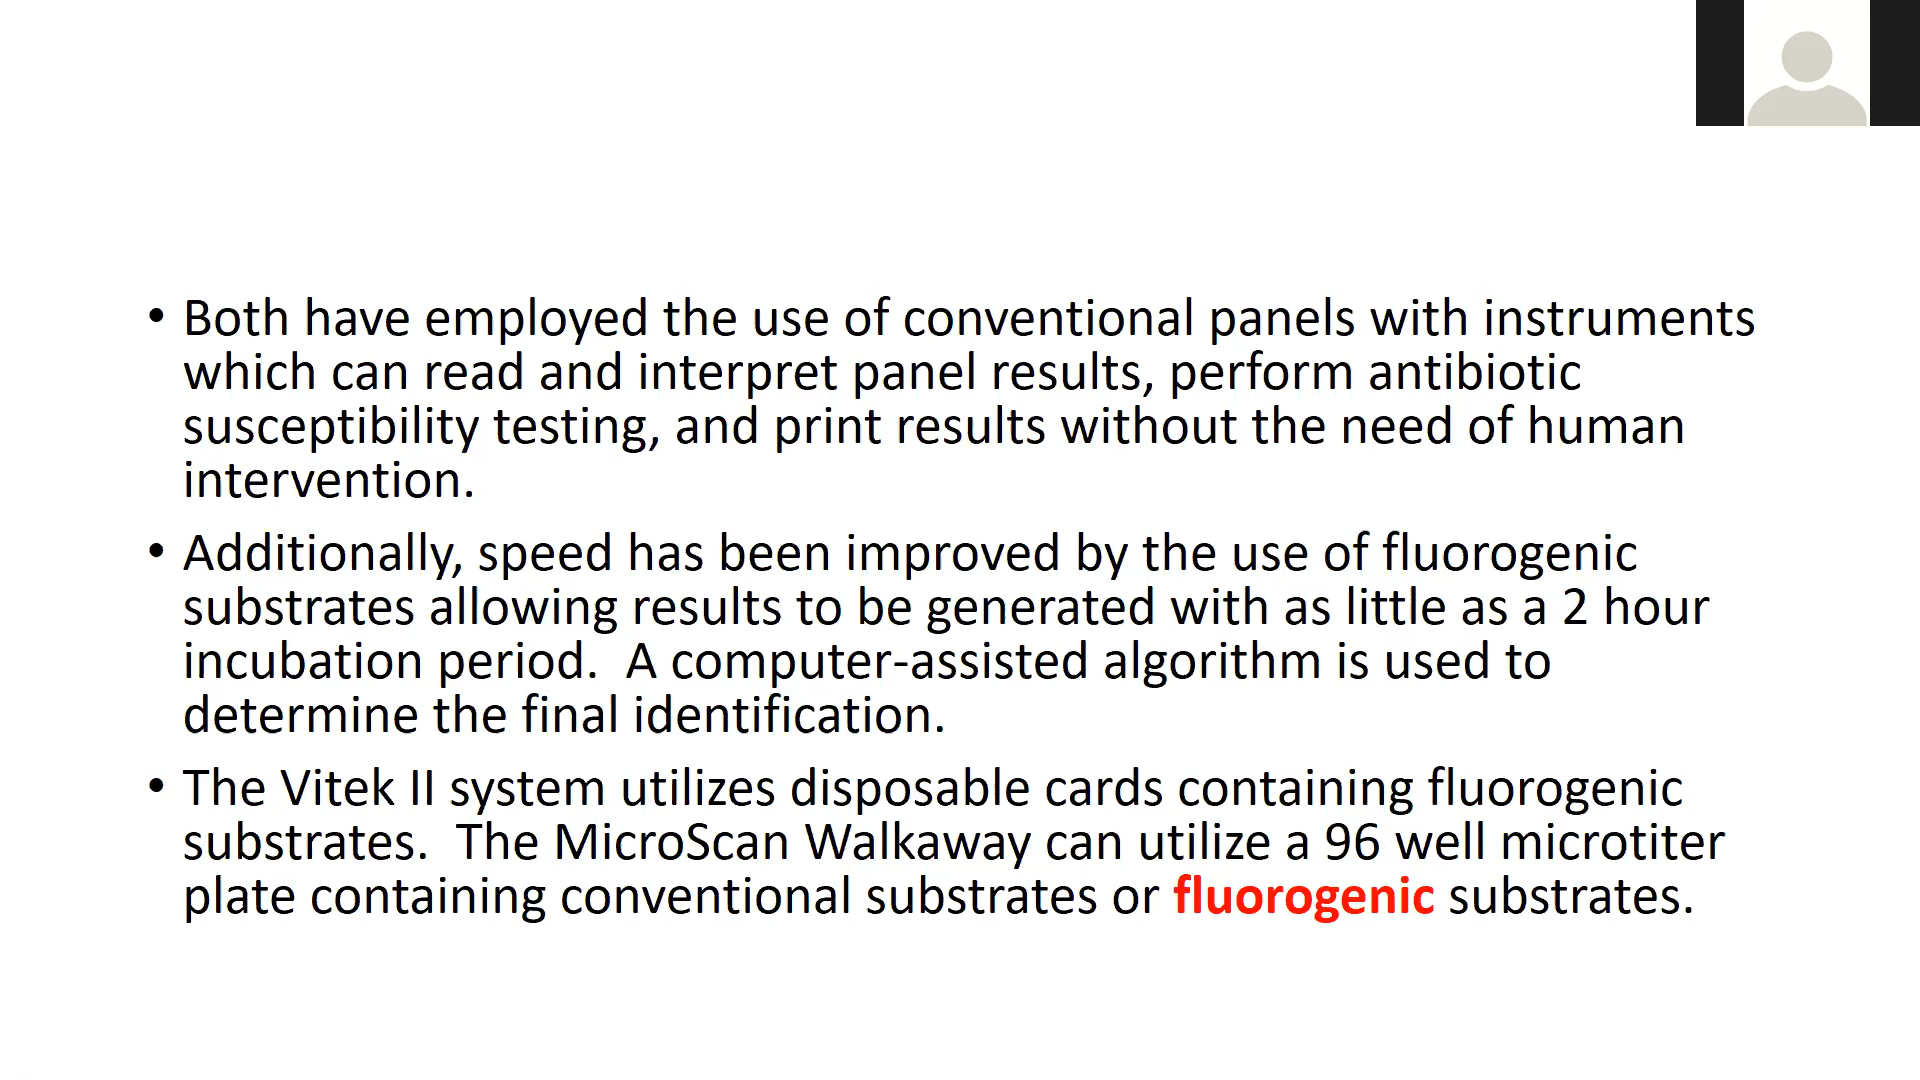 • Both have employed the use of conventional panels with instruments
which can read and interpret panel results, perform antibiotic
susceptibility testing, and print results without the need of human
intervention.
• Additionally, speed has been improved by the use of fluorogenic
substrates allowing results to be generated with as little as a 2 hour
incubation period.  A computer-assisted algorithm is used to
determine the final identification.
• The Vitek II system utilizes disposable cards containing fluorogenic
substrates.  The MicroScan Walkaway can utilize a 96 well microtiter
plate containing conventional substrates or fluorogenic substrates.